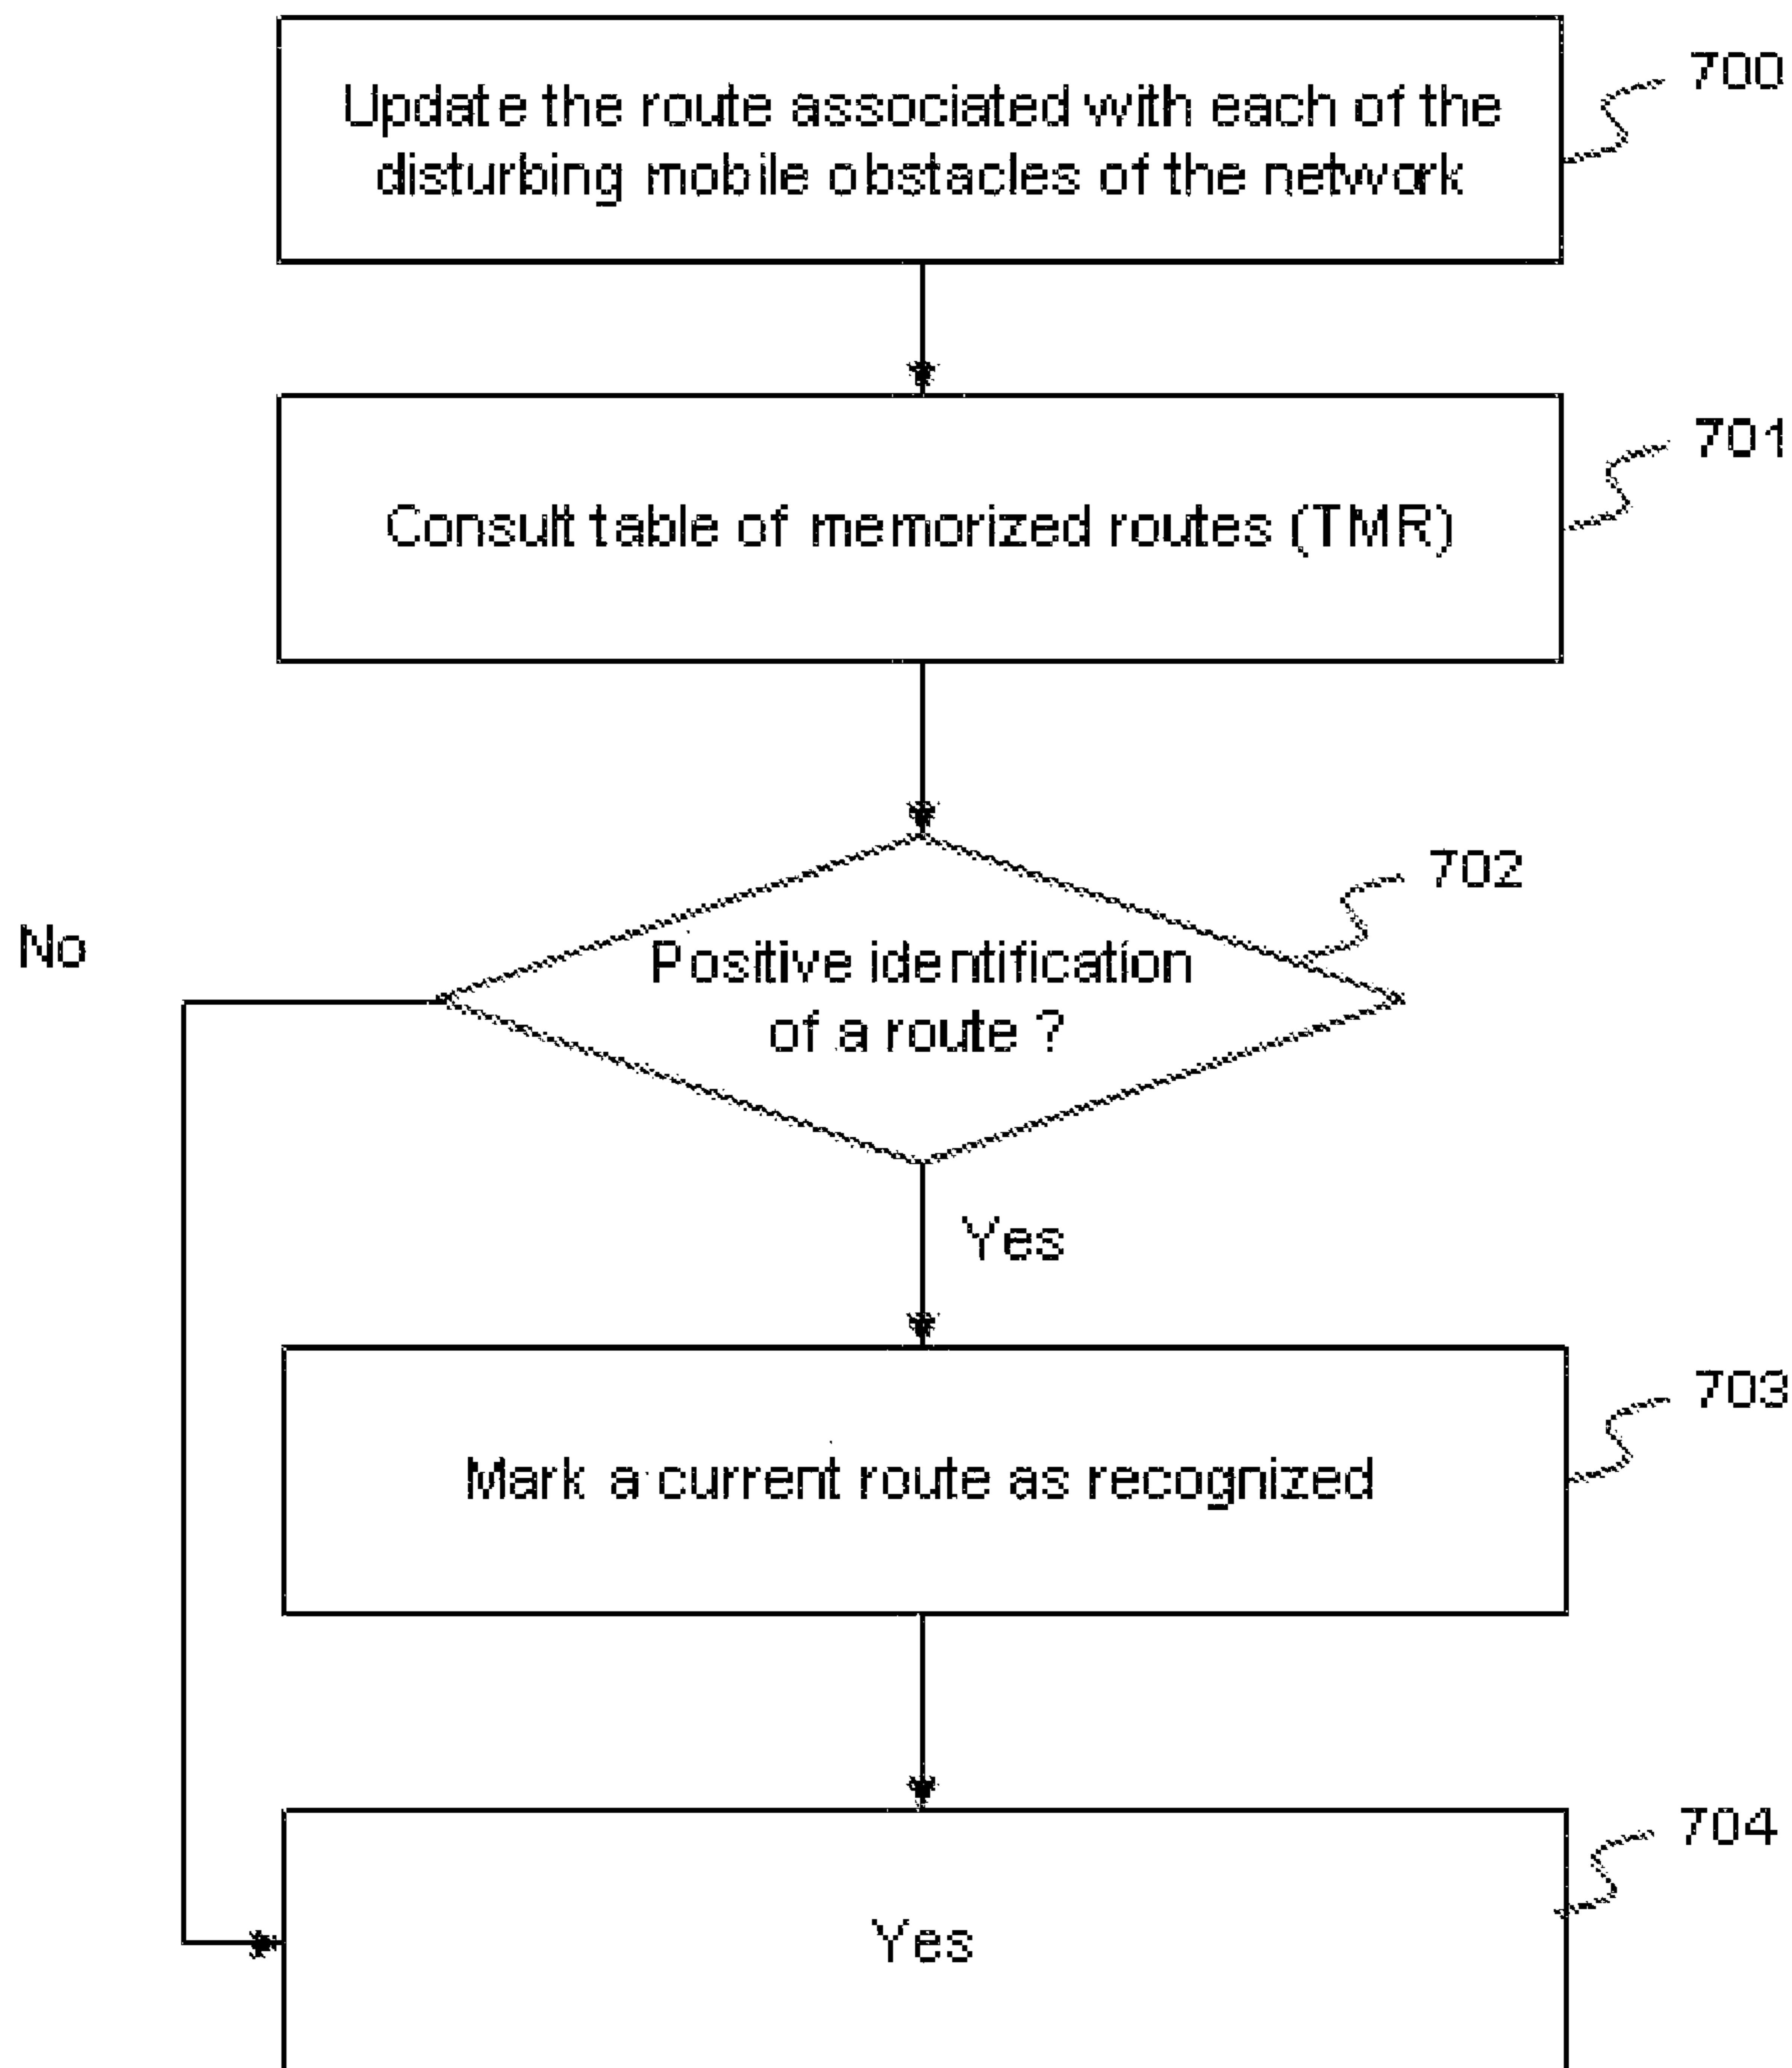 Update the route associated with each of the
disturbing mobile obstacles of the network
700
Consult table of memorized routes (TMR)
701
702
No
Positive identification
of a route ?
Yes
Mark a current route as recognized
703
704
Yes